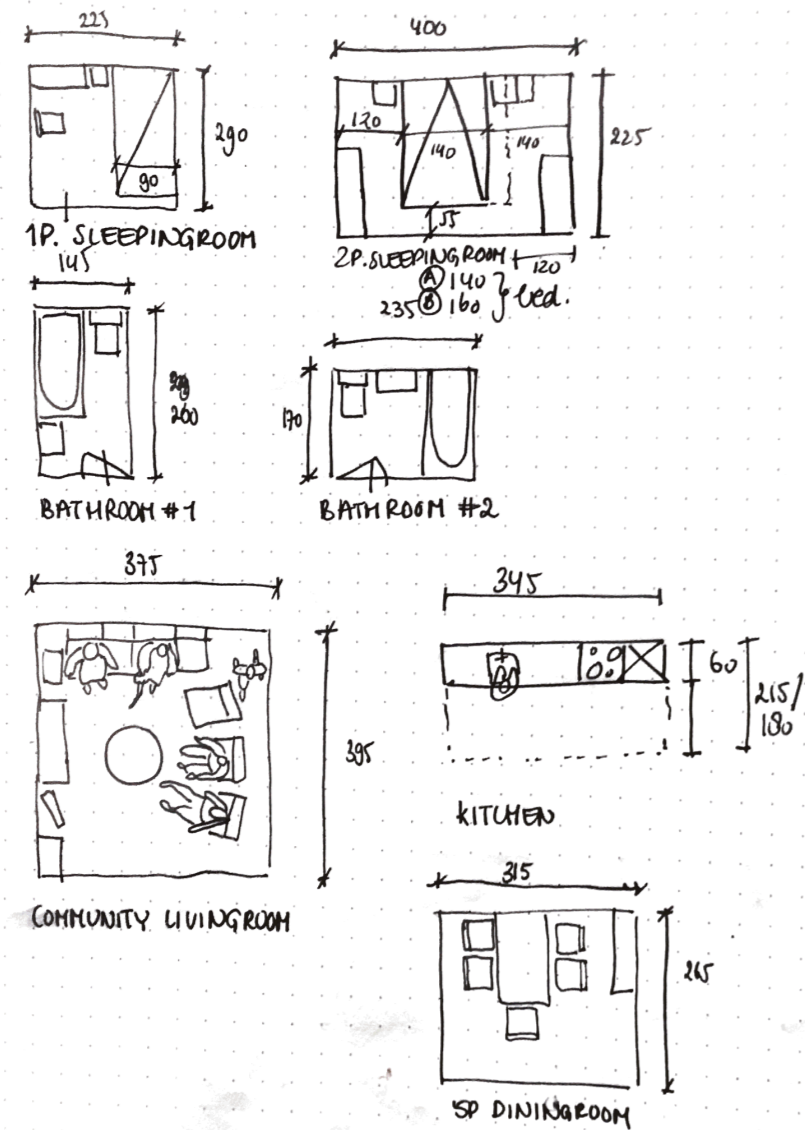 225
400
290
90
120
140
140
225
55
1P. SLEEPINGROOM
2P. SLEEPINGROOM
120
Ⓐ 140 } bed.
235 Ⓑ 160
145
260
170
BATHROOM #1
BATHROOM #2
375
345
60
215/
180
395
KITCHEN
COMMUNITY LIVINGROOM
315
265
5P DININGROOM